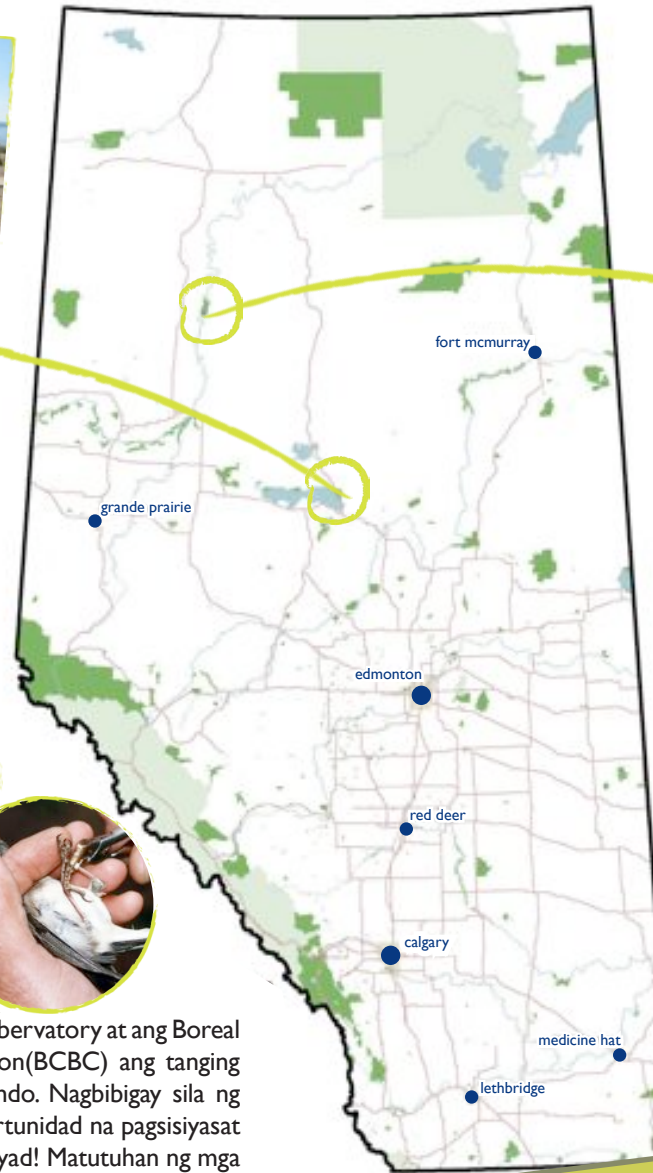 fort mcmurray
grande prairie
edmonton
red deer
calgary
medicine hat
lethbridge
bservatory at ang Boreal
on(BCBC) ang tanging
ndo. Nagbibigay sila ng
rtunidad na pagsisiyasat
yad! Matutuhan ng mga